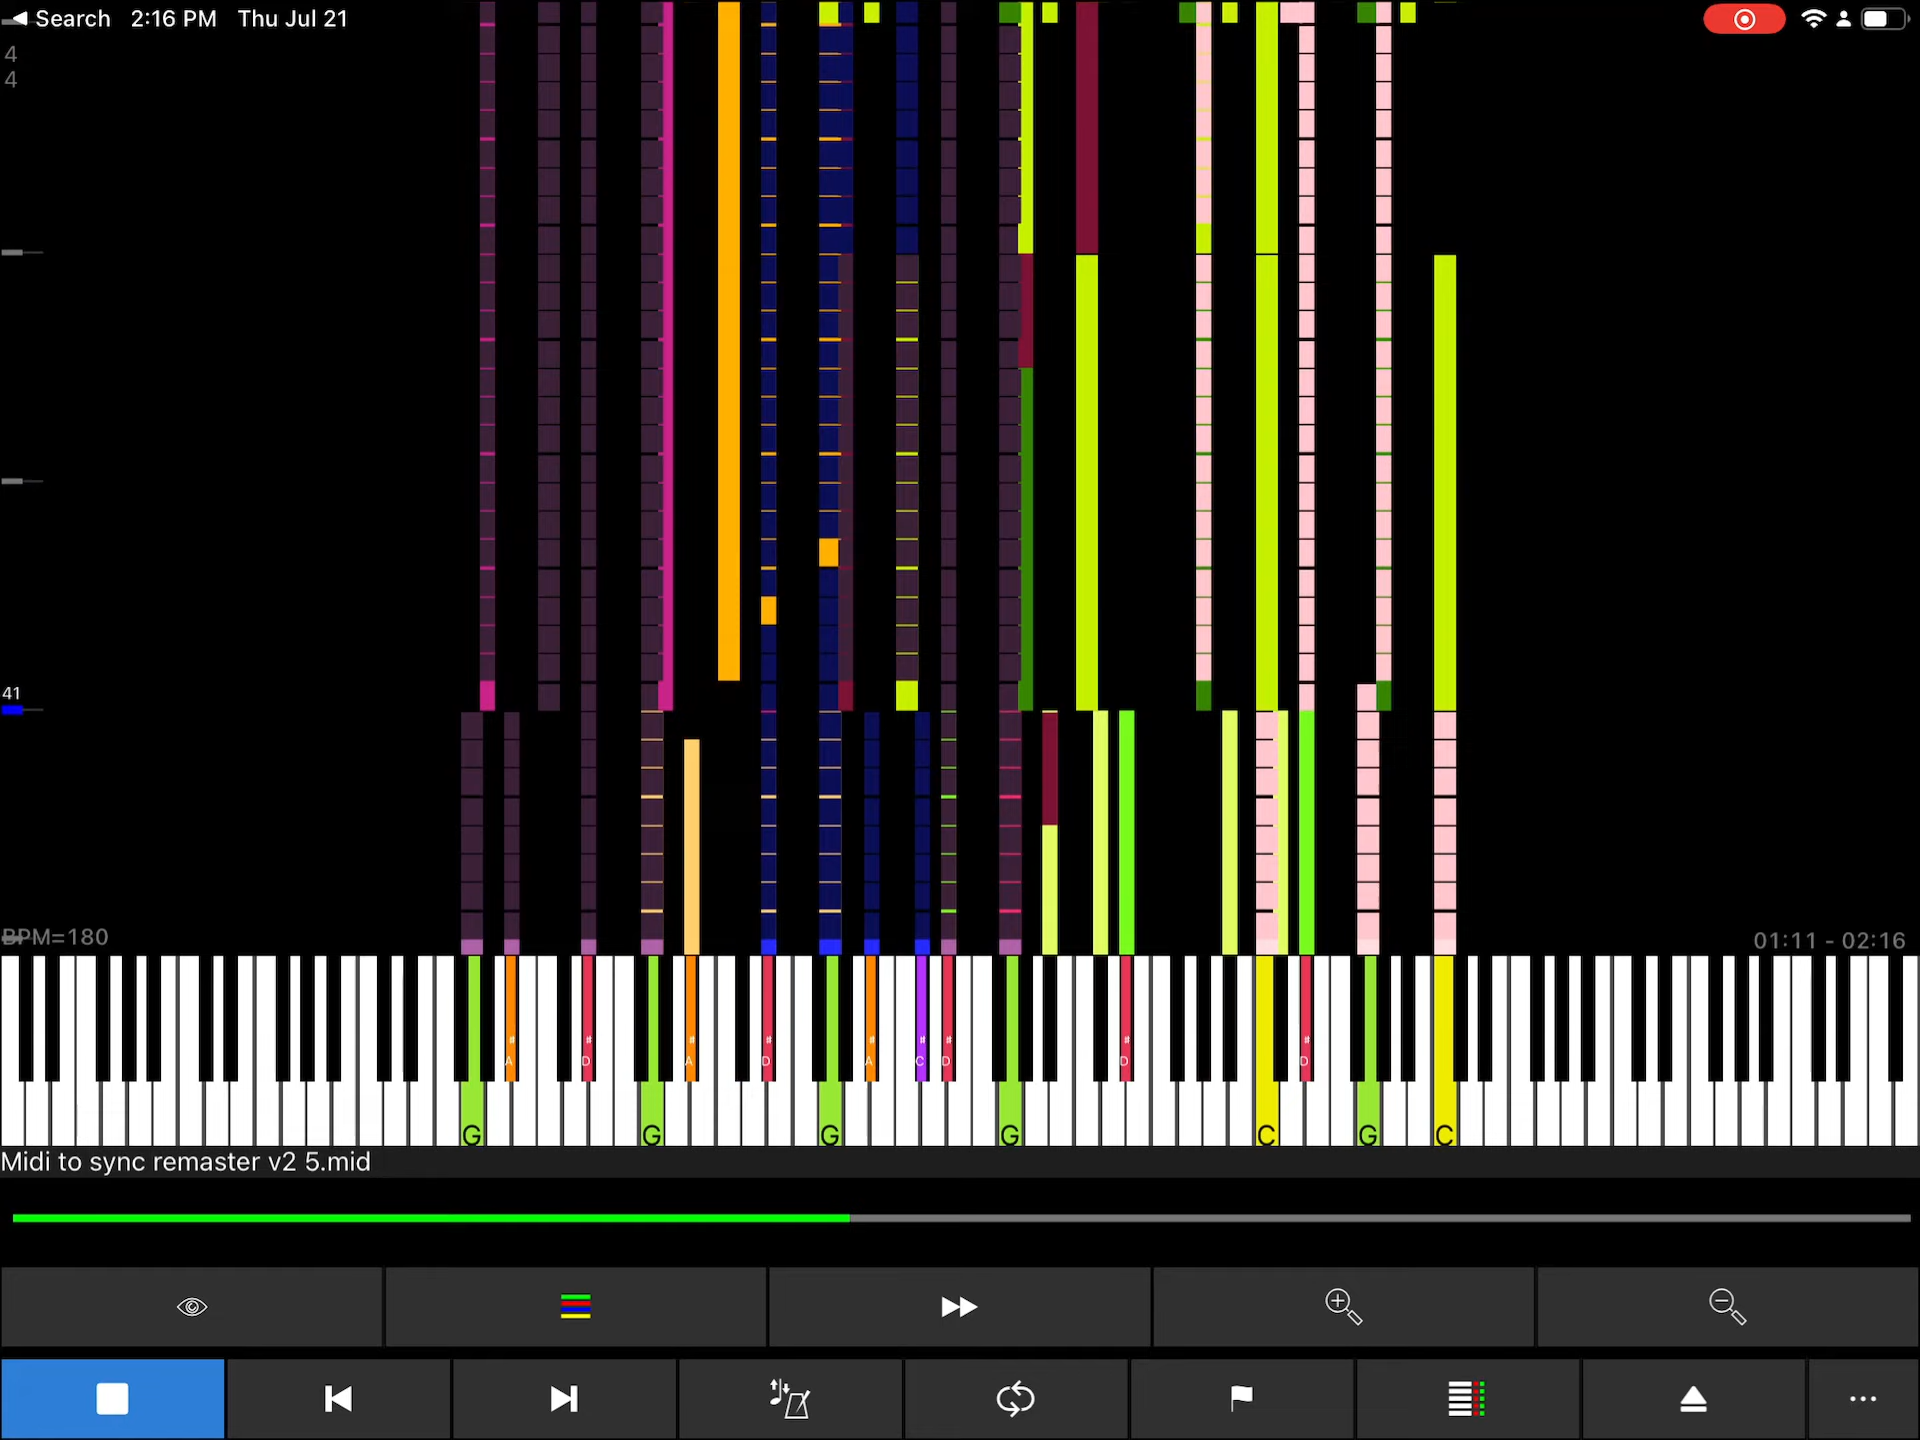 Search 2:16 PM Thu Jul 21
4
4
41
BPM=180
01:11 - 02:16
# # # # # # # # #
A D A D A C D D D
G G G G C G C
Midi to sync remaster v2 5.mid